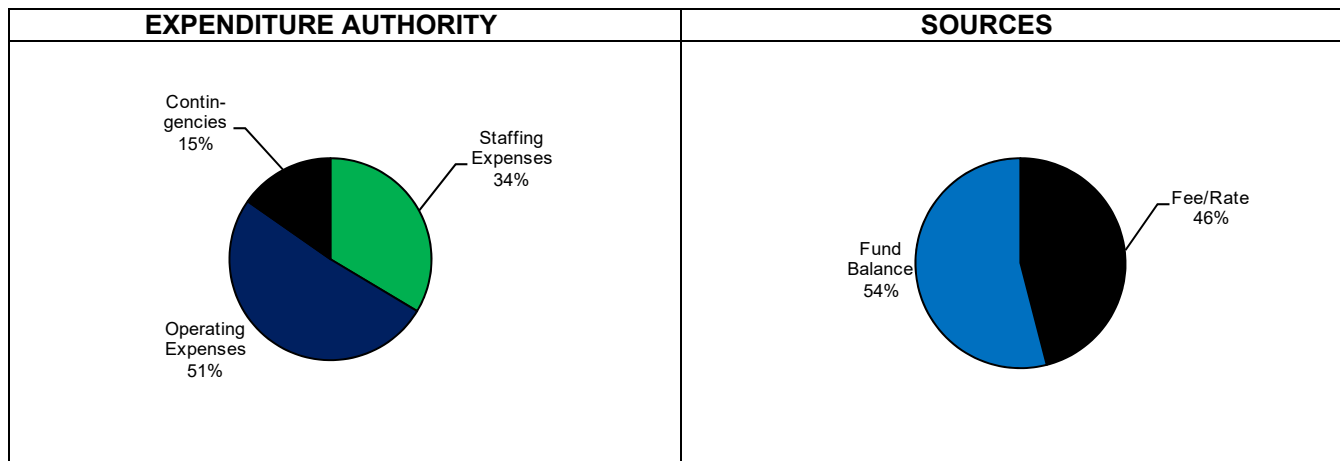 EXPENDITURE AUTHORITY
SOURCES
Contin-
gencies
15%
Staffing
Expenses
34%
Operating
Expenses
51%
Fee/Rate
46%
Fund
Balance
54%